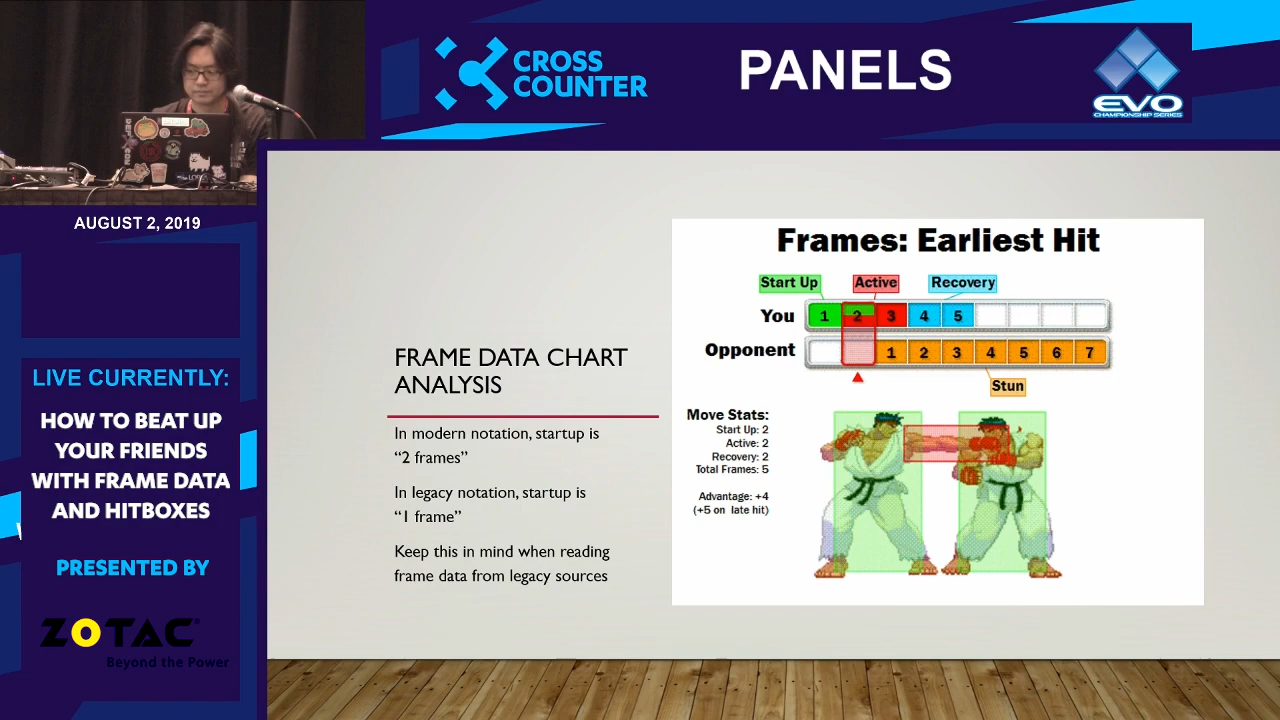 CROSS
COUNTER
PANELS
EVO
CHAMPIONSHIP SERIES
AUGUST 2, 2019
LIVE CURRENTLY:
HOW TO BEAT UP
YOUR FRIENDS
WITH FRAME DATA
AND HITBOXES
PRESENTED BY
ZOTAC®
Beyond the Power
FRAME DATA CHART
ANALYSIS
In modern notation, startup is
“2 frames”
In legacy notation, startup is
“1 frame”
Keep this in mind when reading
frame data from legacy sources
Frames: Earliest Hit
Start Up Active Recovery
You 1 2 3 4 5
Opponent 1 2 3 4 5 6 7
Stun
Move Stats:
Start Up: 2
Active: 2
Recovery: 2
Total Frames: 5
Advantage: +4
(+5 on late hit)